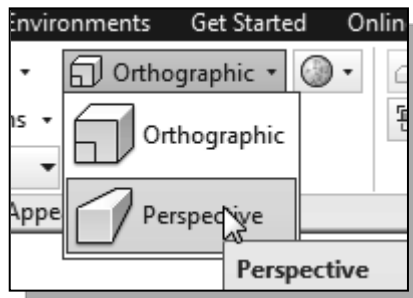 Environments Get Started Onlin
Orthographic
ns
Orthographic
Appe
Perspective
Perspective